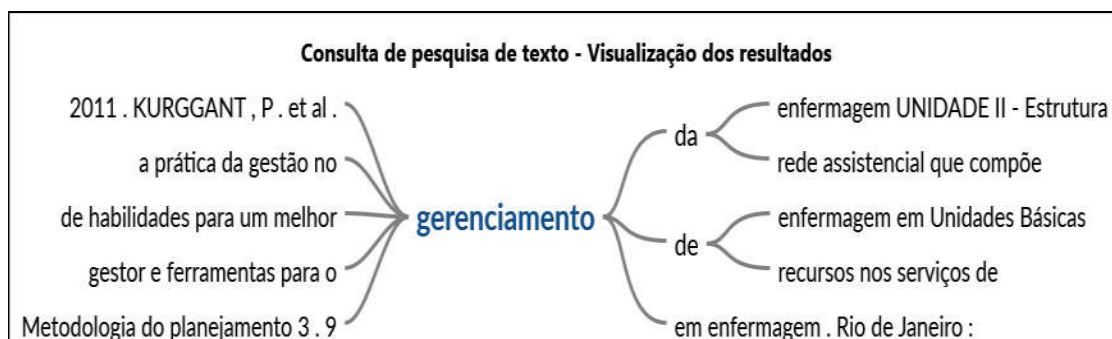 Consulta de pesquisa de texto - Visualização dos resultados
2011 . KURGGANT , P . et al .
a prática da gestão no
de habilidades para um melhor
gestor e ferramentas para o
Metodologia do planejamento 3 . 9
gerenciamento
da
enfermagem UNIDADE II - Estrutura
rede assistencial que compõe
de
enfermagem em Unidades Básicas
recursos nos serviços de
em enfermagem . Rio de Janeiro :